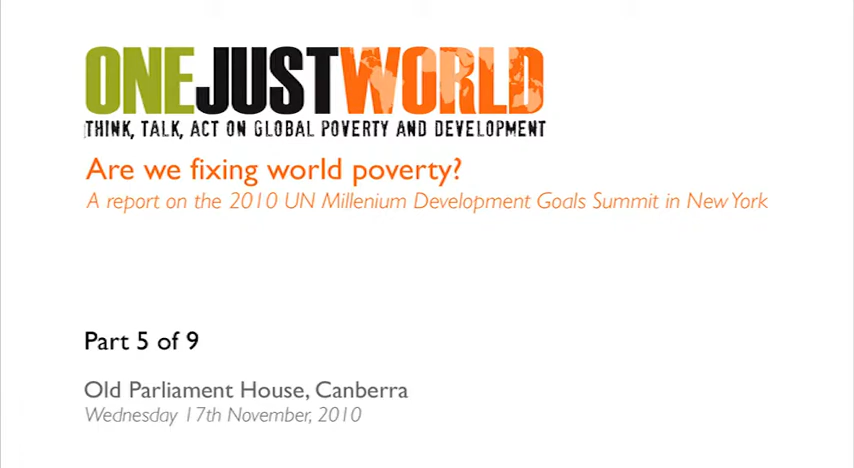 ONEJUSTWORLD
THINK, TALK, ACT ON GLOBAL POVERTY AND DEVELOPMENT
Are we fixing world poverty?
A report on the 2010 UN Millenium Development Goals Summit in New York
Part 5 of 9
Old Parliament House, Canberra
Wednesday 17th November, 2010